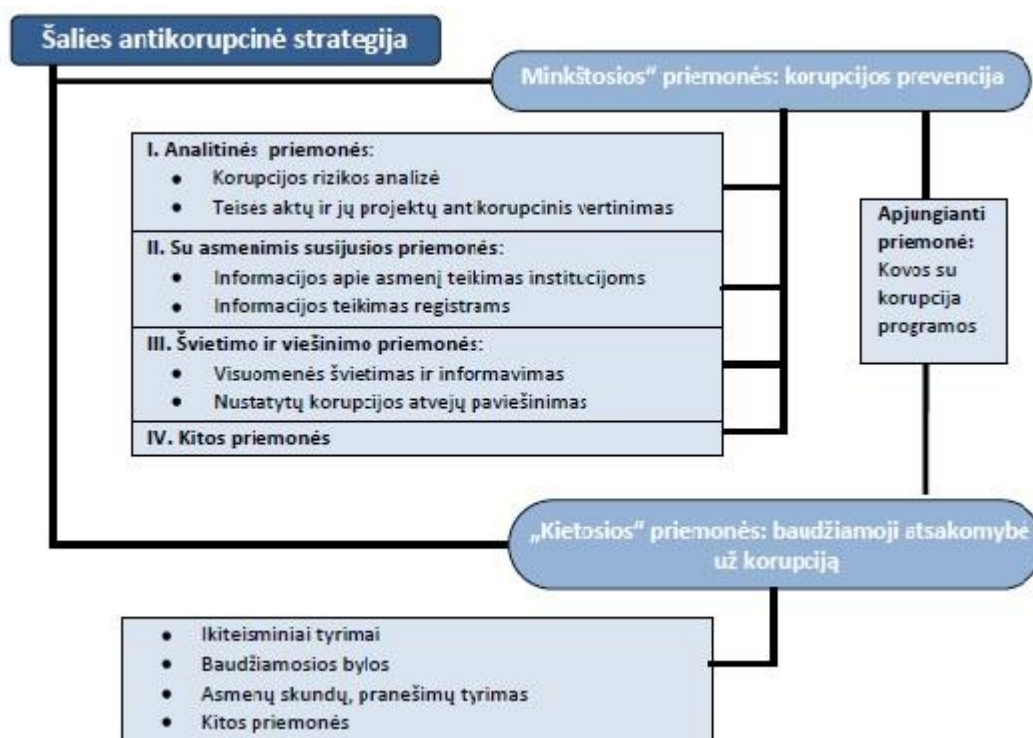 Šalies antikorupcinė strategija
Minkštosios“ priemonės: korupcijos prevencija
I. Analitinės priemonės:
• Korupcijos rizikos analizė
• Teisės aktų ir jų projektų antikorupcinis vertinimas
II. Su asmenimis susijusios priemonės:
• Informacijos apie asmenį teikimas institucijoms
• Informacijos teikimas registrams
III. Švietimo ir viešinimo priemonės:
• Visuomenės švietimas ir informavimas
• Nustatytų korupcijos atvejų paviešinimas
IV. Kitos priemonės
Apjungianti
priemonė:
Kovos su
korupcija
programos
„Kietosios“ priemonės: baudžiamoji atsakomybė
už korupciją
• Ikiteisminiai tyrimai
• Baudžiamosios bylos
• Asmenų skundų, pranešimų tyrimas
• Kitos priemonės